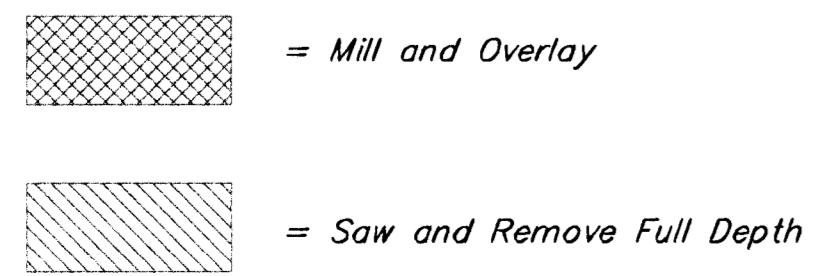 = Mill and Overlay
= Saw and Remove Full Depth